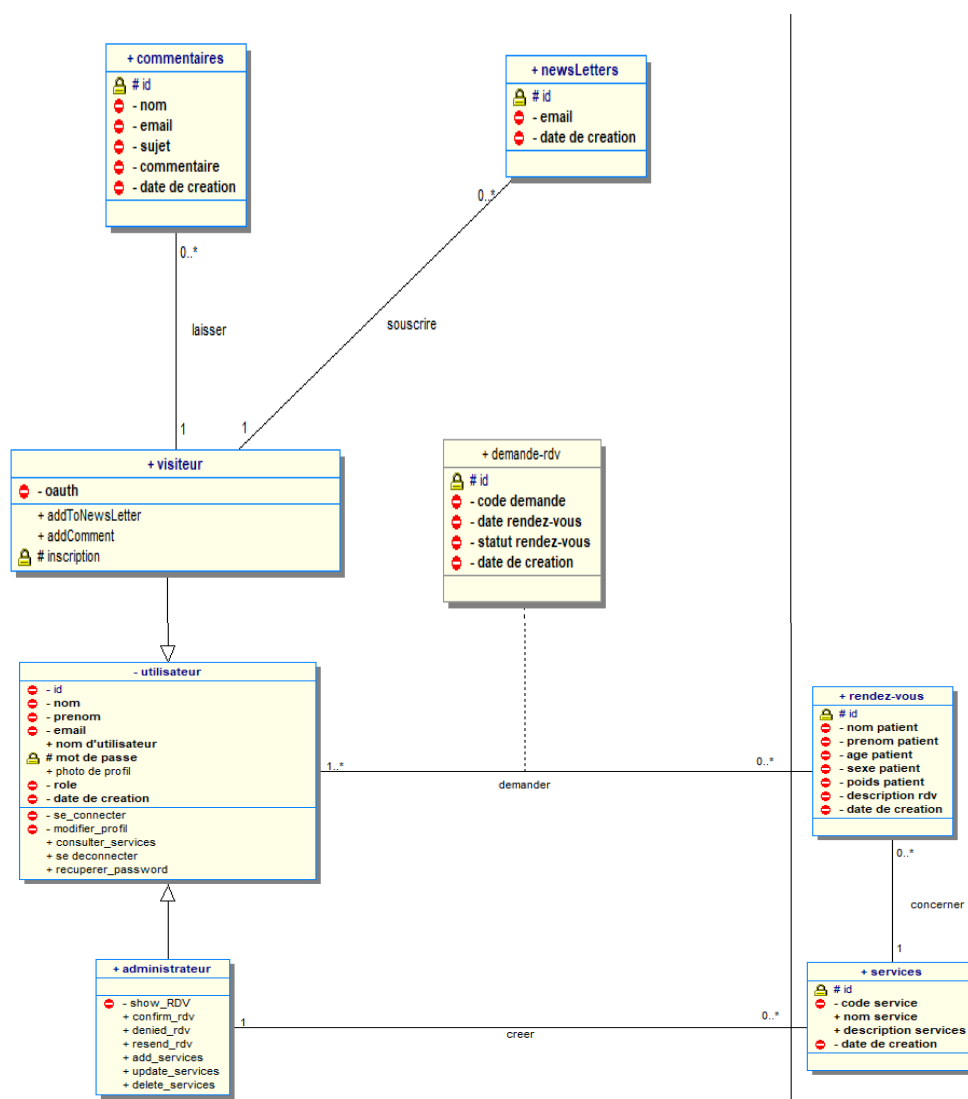 + commentaires
# id
- nom
- email
- sujet
- commentaire
- date de creation
+ newsLetters
# id
- email
- date de creation
0..*
0..*
laisser
souscrire
1
1
+ visiteur
- oauth
+ addToNewsLetter
+ addComment
# inscription
+ demande-rdv
# id
- code demande
- date rendez-vous
- statut rendez-vous
- date de creation
- utilisateur
- id
- nom
- prenom
- email
+ nom d'utilisateur
# mot de passe
+ photo de profil
- role
- date de creation
- se_connecter
- modifier_profil
+ consulter_services
+ se deconnecter
+ recuperer_password
1..*
demander
0..*
+ rendez-vous
# id
- nom patient
- prenom patient
- age patient
- sexe patient
- poids patient
- description rdv
- date de creation
0..*
concerner
1
+ administrateur
- show_RDV
+ confirm_rdv
+ denied_rdv
+ resend_rdv
+ add_services
+ update_services
+ delete_services
1
creer
0..*
+ services
# id
- code service
+ nom service
+ description services
- date de creation